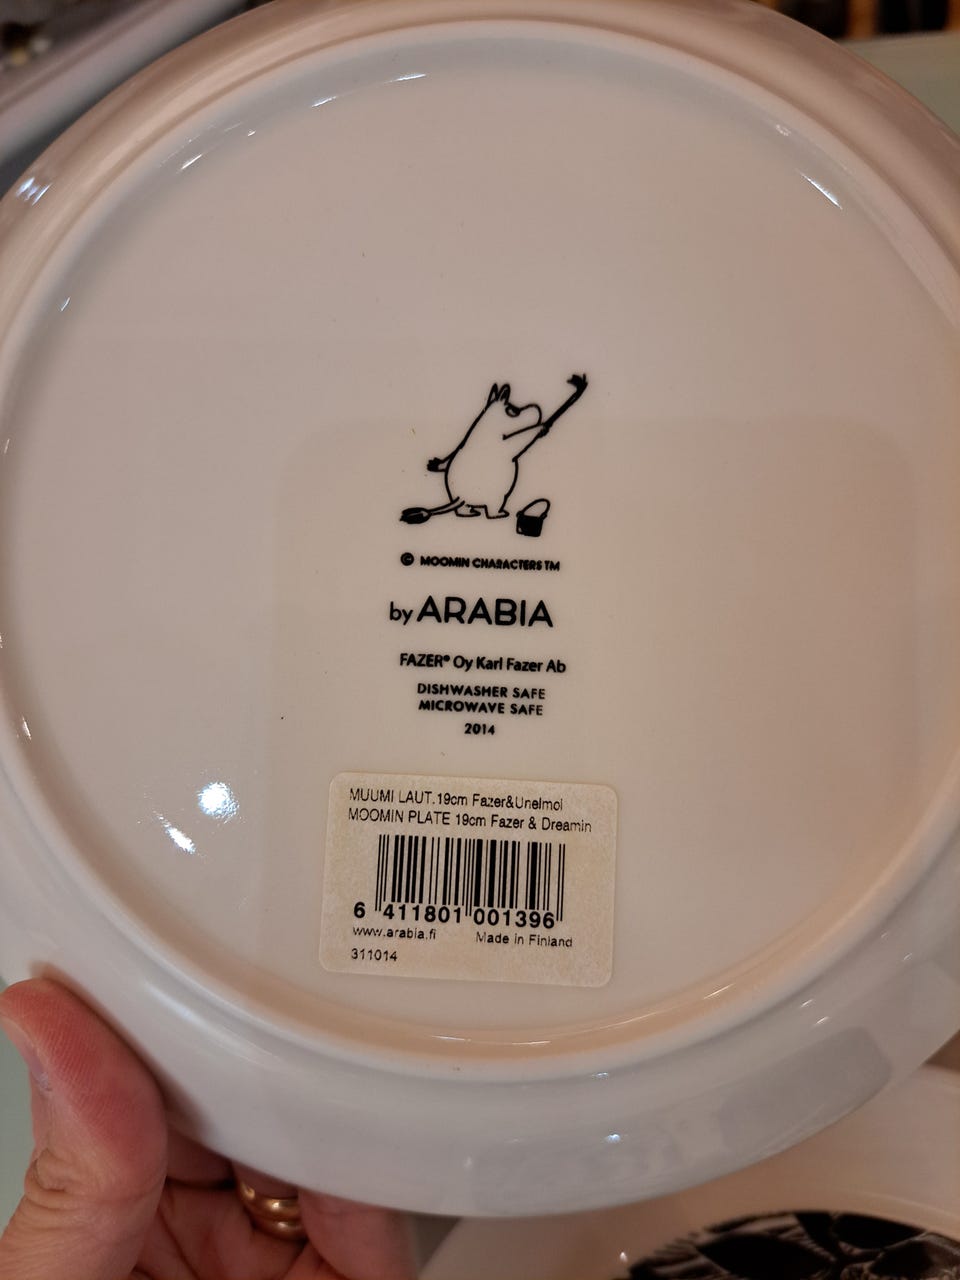 © MOOMIN CHARACTERS TM
by ARABIA
FAZER® Oy Karl Fazer Ab
DISHWASHER SAFE
MICROWAVE SAFE
2014
MUUMI LAUT.19cm Fazer&Unelmoi
MOOMIN PLATE 19cm Fazer & Dreamin
6 411801 001396
www.arabia.fi Made in Finland
311014